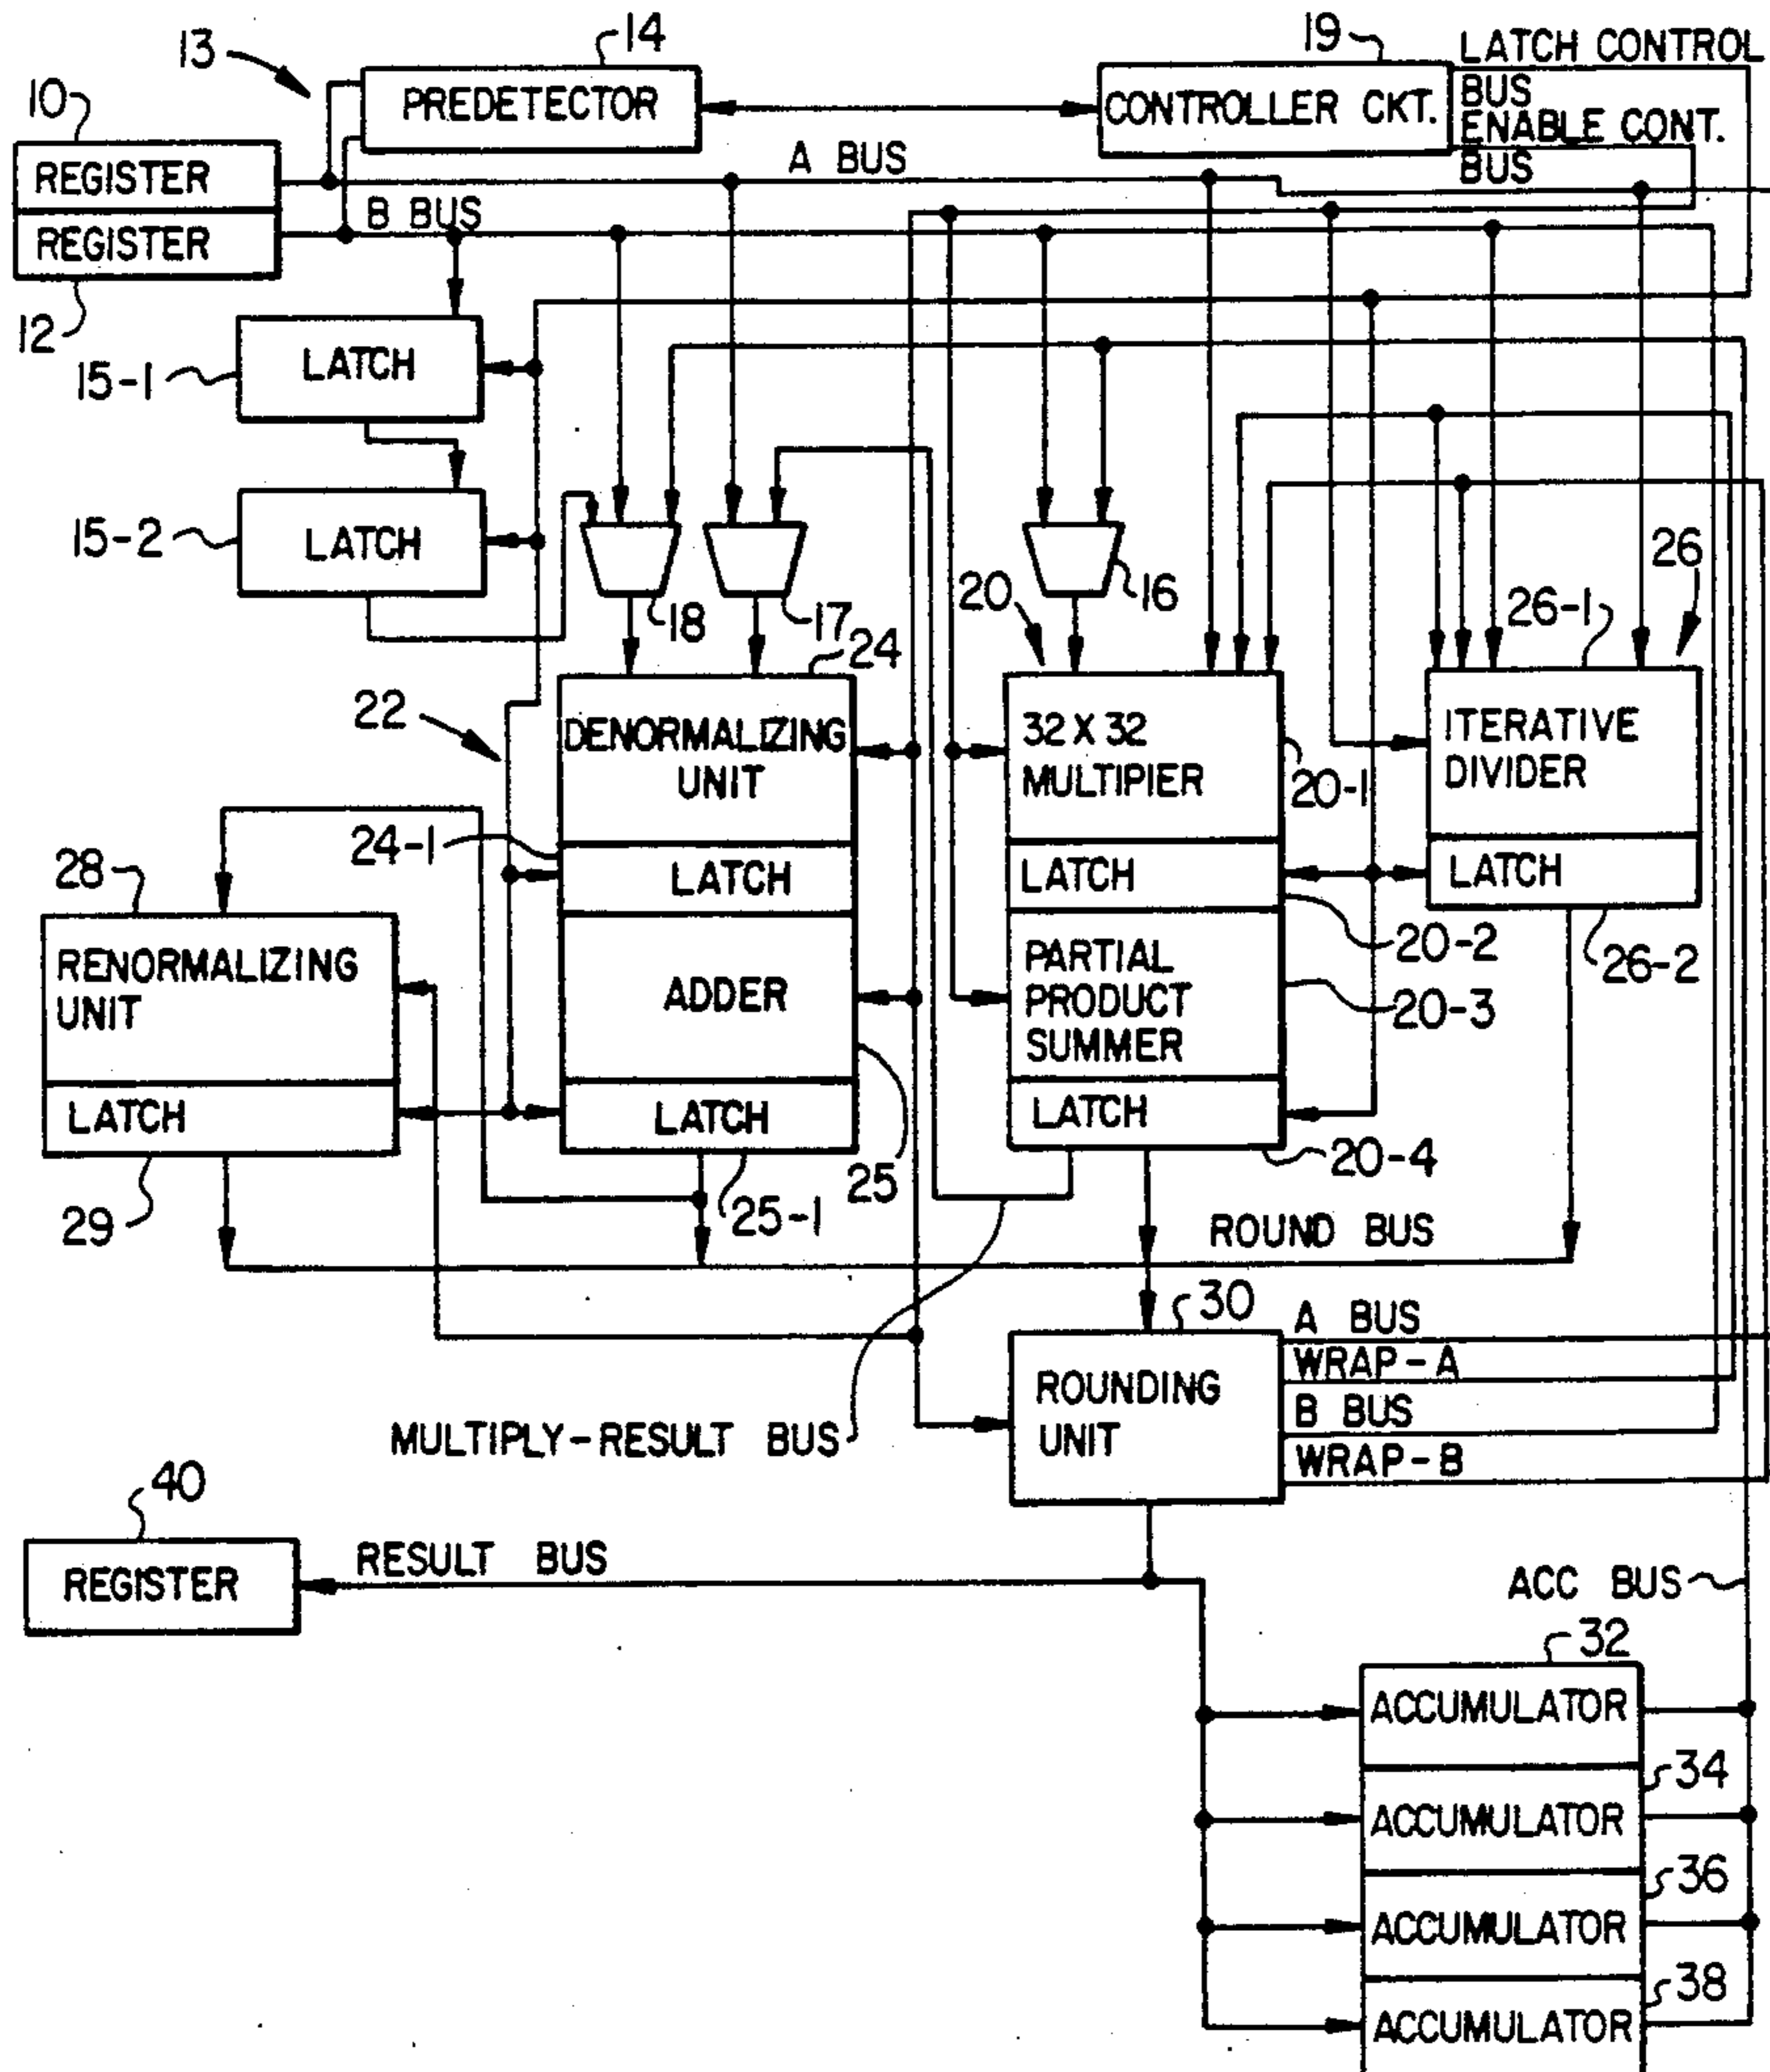 13
14
19
LATCH CONTROL
BUS
10
PREDETECTOR
CONTROLLER CKT.
ENABLE CONT.
BUS
REGISTER
A BUS
REGISTER
B BUS
12
LATCH
15-1
LATCH
15-2
18
17
20
16
26
26-1
24
22
DENORMALIZING
UNIT
32 X 32
MULTIPIER
20-1
ITERATIVE
DIVIDER
24-1
28
LATCH
LATCH
LATCH
20-2
26-2
RENORMALIZING
UNIT
ADDER
PARTIAL
PRODUCT
SUMMER
20-3
LATCH
LATCH
LATCH
29
25-1
25
20-4
ROUND BUS
30
A BUS
WRAP-A
ROUNDING
UNIT
B BUS
WRAP-B
MULTIPLY-RESULT BUS
40
REGISTER
RESULT BUS
ACC BUS
32
ACCUMULATOR
34
ACCUMULATOR
36
ACCUMULATOR
38
ACCUMULATOR